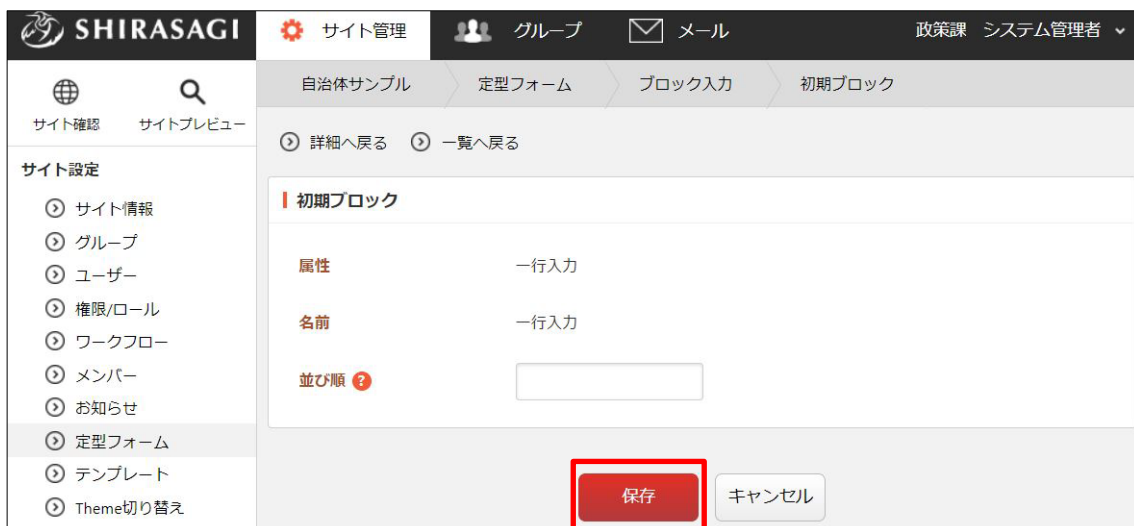 SHIRASAGI サイト管理 グループ メール 政策課 システム管理者
サイト確認 サイトプレビュー
自治体サンプル 定型フォーム ブロック入力 初期ブロック
詳細へ戻る 一覧へ戻る
サイト設定
サイト情報
グループ
ユーザー
権限/ロール
ワークフロー
メンバー
お知らせ
定型フォーム
テンプレート
Theme切り替え
初期ブロック
属性 一行入力
名前 一行入力
並び順 ?
保存 キャンセル